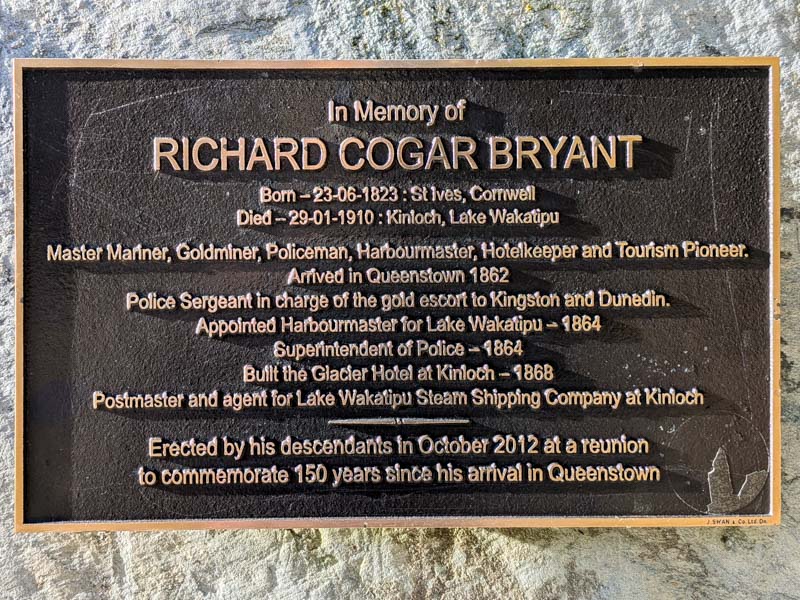 In Memory of
RICHARD COGAR BRYANT
Born – 23-06-1823 : St Ives, Cornwell
Died – 29-01-1910 : Kinloch, Lake Wakatipu
Master Mariner, Goldminer, Policeman, Harbourmaster, Hotelkeeper and Tourism Pioneer.
Arrived in Queenstown 1862
Police Sergeant in charge of the gold escort to Kingston and Dunedin.
Appointed Harbourmaster for Lake Wakatipu – 1864
Superintendent of Police – 1864
Built the Glacier Hotel at Kinloch – 1868
Postmaster and agent for Lake Wakatipu Steam Shipping Company at Kinloch
Erected by his descendants in October 2012 at a reunion
to commemorate 150 years since his arrival in Queenstown
J. SWAN & Co. Ltd. Dn.